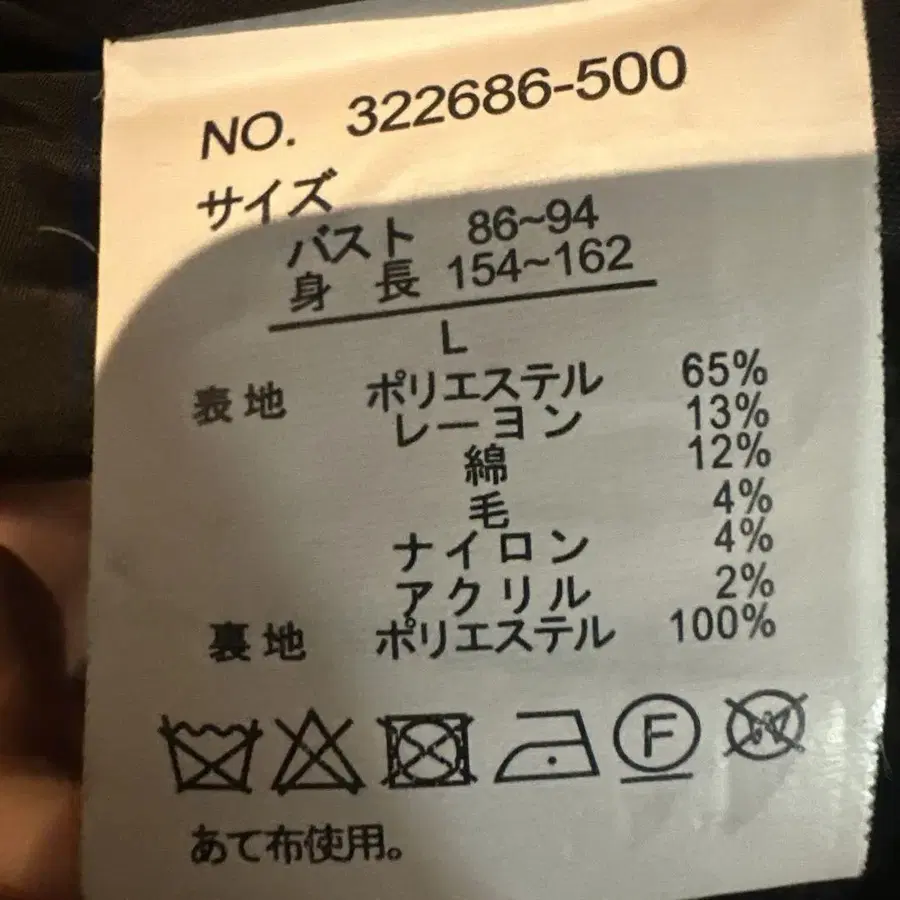 NO. 322686-500
サイズ
バスト 86~94
身 長 154~162
L
表地 ポリエステル 65%
レーヨン 13%
綿 12%
毛 4%
ナイロン 4%
アクリル 2%
裏地 ポリエステル 100%
F W
あて布使用。